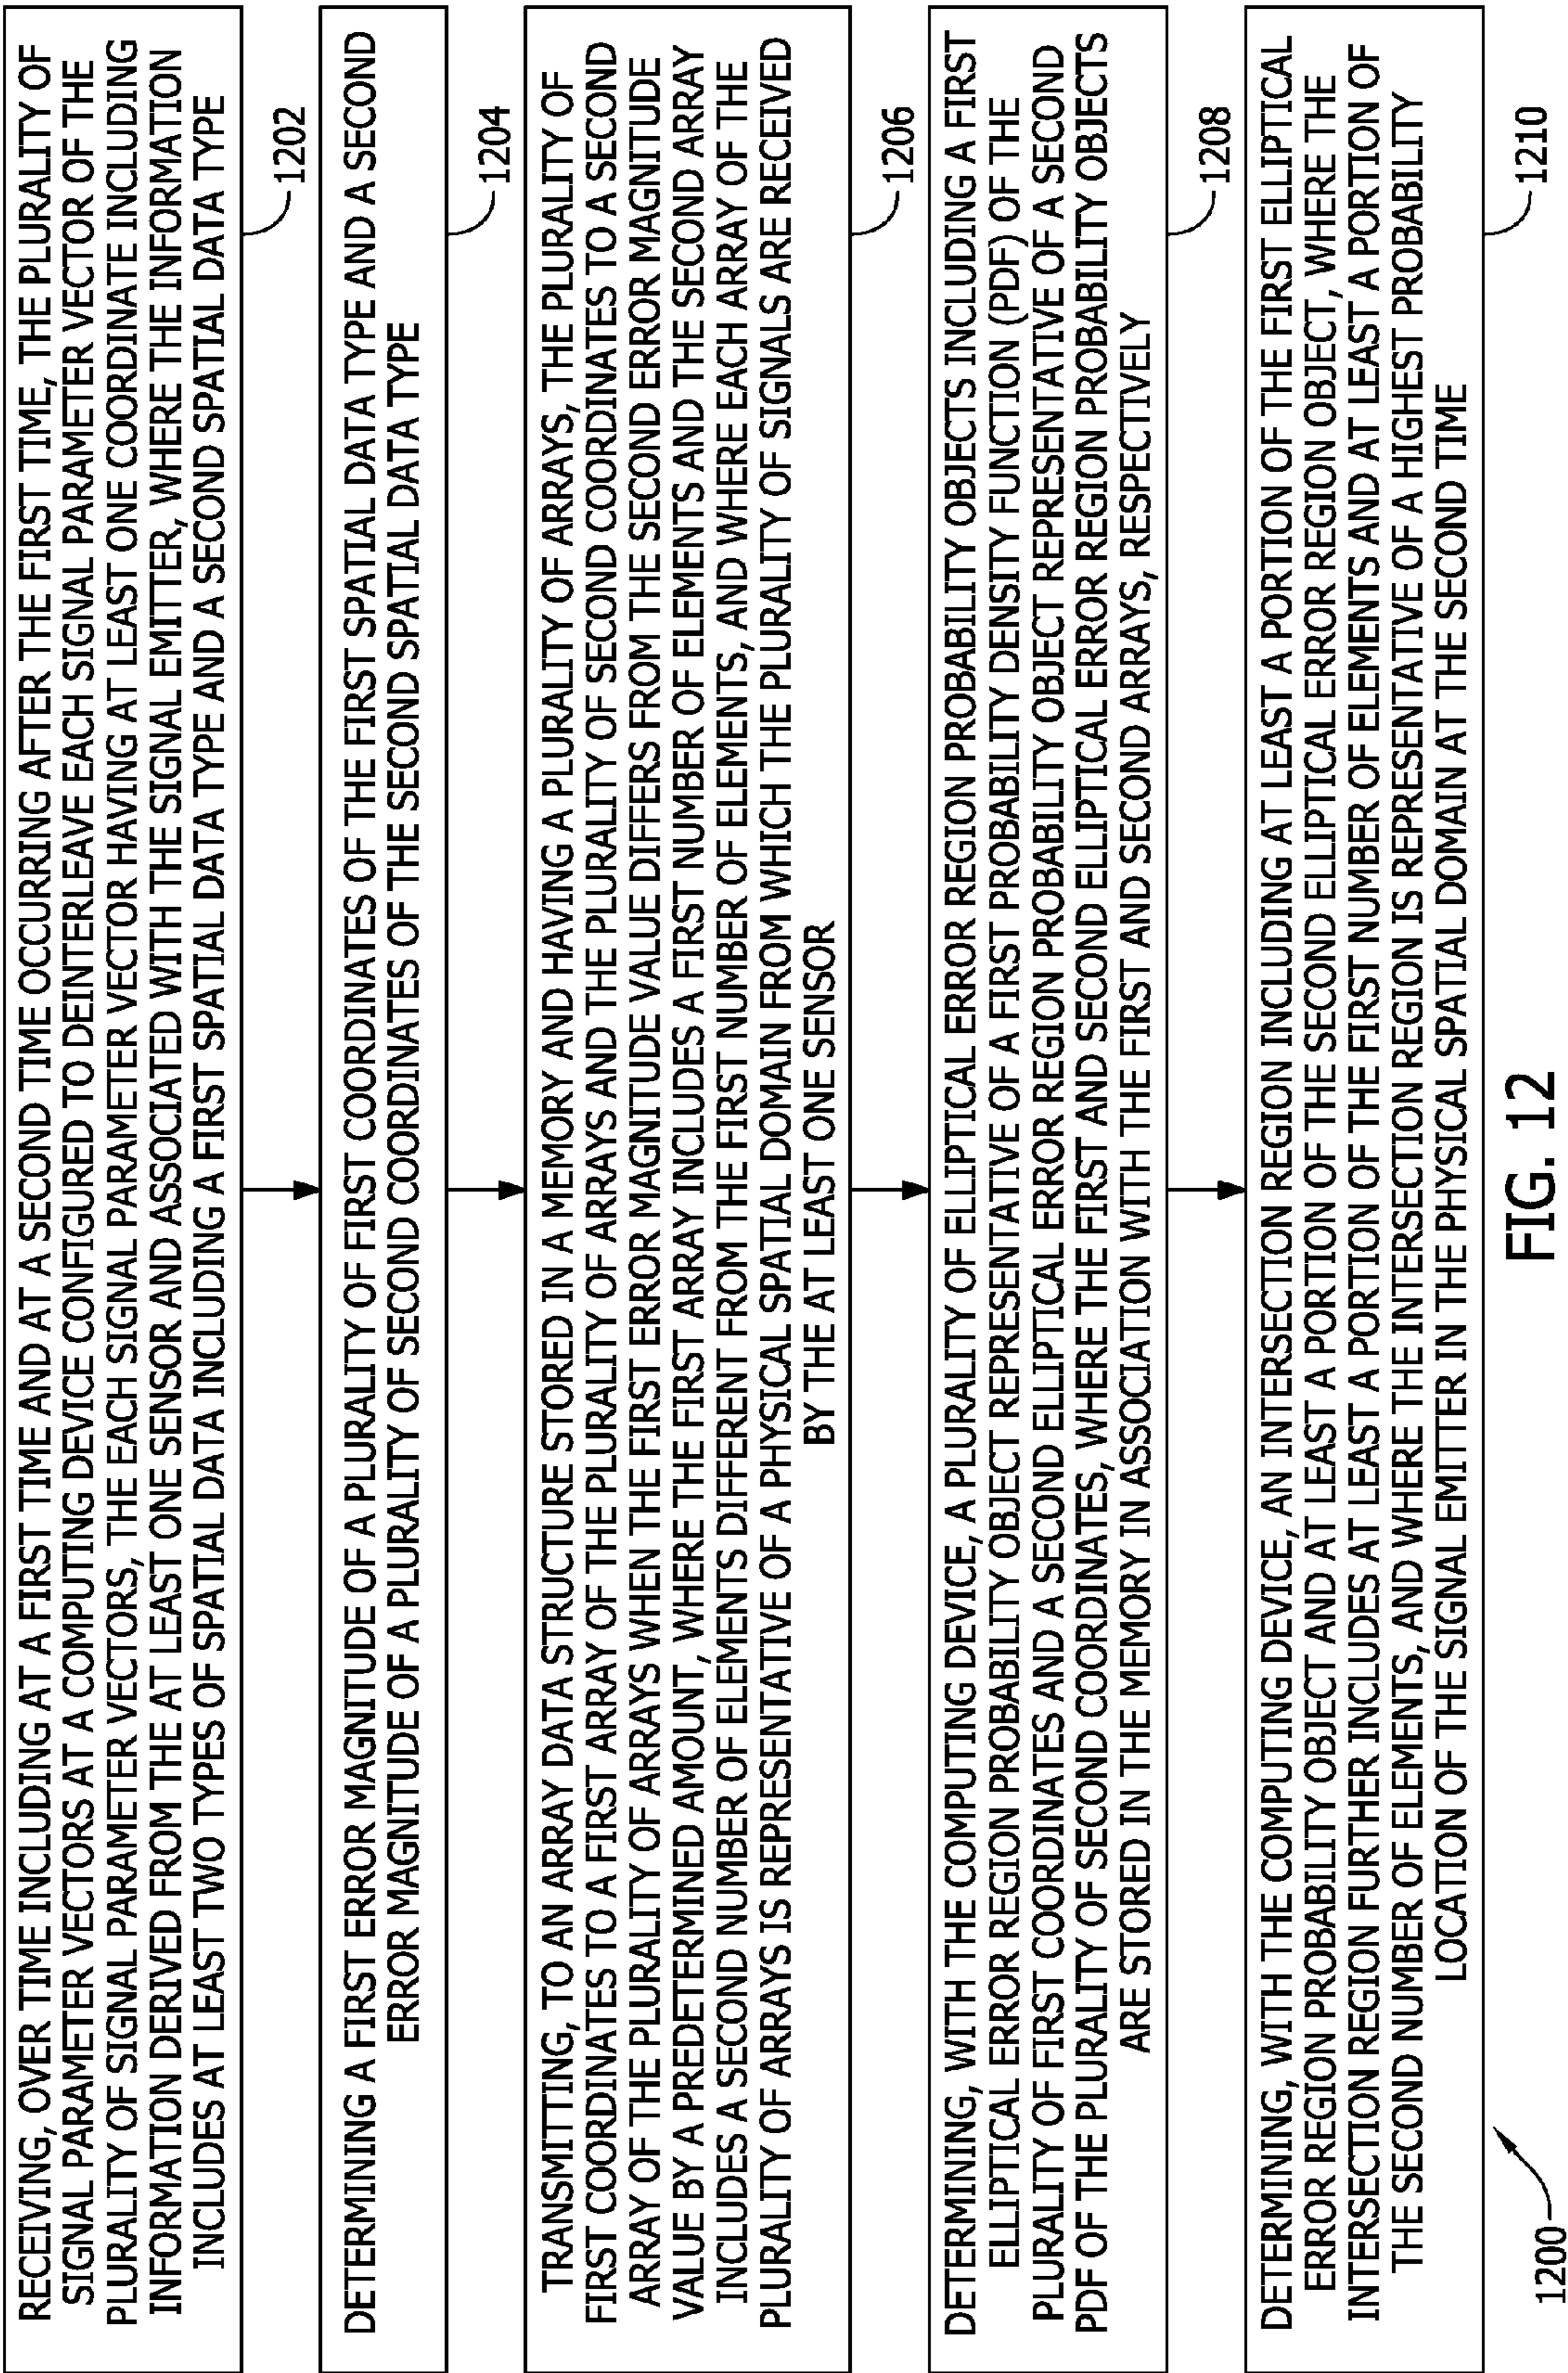 RECEIVING, OVER TIME INCLUDING AT A FIRST TIME AND AT A SECOND TIME OCCURRING AFTER THE FIRST TIME, THE PLURALITY OF
SIGNAL PARAMETER VECTORS AT A COMPUTING DEVICE CONFIGURED TO DEINTERLEAVE EACH SIGNAL PARAMETER VECTOR OF THE
PLURALITY OF SIGNAL PARAMETER VECTORS, THE EACH SIGNAL PARAMETER VECTOR HAVING AT LEAST ONE COORDINATE INCLUDING
INFORMATION DERIVED FROM THE AT LEAST ONE SENSOR AND ASSOCIATED WITH THE SIGNAL EMITTER, WHERE THE INFORMATION
INCLUDES AT LEAST TWO TYPES OF SPATIAL DATA INCLUDING A FIRST SPATIAL DATA TYPE AND A SECOND SPATIAL DATA TYPE
1202
DETERMINING A FIRST ERROR MAGNITUDE OF A PLURALITY OF FIRST COORDINATES OF THE FIRST SPATIAL DATA TYPE AND A SECOND
ERROR MAGNITUDE OF A PLURALITY OF SECOND COORDINATES OF THE SECOND SPATIAL DATA TYPE
1204
TRANSMITTING, TO AN ARRAY DATA STRUCTURE STORED IN A MEMORY AND HAVING A PLURALITY OF ARRAYS, THE PLURALITY OF
FIRST COORDINATES TO A FIRST ARRAY OF THE PLURALITY OF ARRAYS AND THE PLURALITY OF SECOND COORDINATES TO A SECOND
ARRAY OF THE PLURALITY OF ARRAYS WHEN THE FIRST ERROR MAGNITUDE VALUE DIFFERS FROM THE SECOND ERROR MAGNITUDE
VALUE BY A PREDETERMINED AMOUNT, WHERE THE FIRST ARRAY INCLUDES A FIRST NUMBER OF ELEMENTS AND THE SECOND ARRAY
INCLUDES A SECOND NUMBER OF ELEMENTS DIFFERENT FROM THE FIRST NUMBER OF ELEMENTS, AND WHERE EACH ARRAY OF THE
PLURALITY OF ARRAYS IS REPRESENTATIVE OF A PHYSICAL SPATIAL DOMAIN FROM WHICH THE PLURALITY OF SIGNALS ARE RECEIVED
BY THE AT LEAST ONE SENSOR
1206
DETERMINING, WITH THE COMPUTING DEVICE, A PLURALITY OF ELLIPTICAL ERROR REGION PROBABILITY OBJECTS INCLUDING A FIRST
ELLIPTICAL ERROR REGION PROBABILITY OBJECT REPRESENTATIVE OF A FIRST PROBABILITY DENSITY FUNCTION (PDF) OF THE
PLURALITY OF FIRST COORDINATES AND A SECOND ELLIPTICAL ERROR REGION PROBABILITY OBJECT REPRESENTATIVE OF A SECOND
PDF OF THE PLURALITY OF SECOND COORDINATES, WHERE THE FIRST AND SECOND ELLIPTICAL ERROR REGION PROBABILITY OBJECTS
ARE STORED IN THE MEMORY IN ASSOCIATION WITH THE FIRST AND SECOND ARRAYS, RESPECTIVELY
1208
DETERMINING, WITH THE COMPUTING DEVICE, AN INTERSECTION REGION INCLUDING AT LEAST A PORTION OF THE FIRST ELLIPTICAL
ERROR REGION PROBABILITY OBJECT AND AT LEAST A PORTION OF THE SECOND ELLIPTICAL ERROR REGION OBJECT, WHERE THE
INTERSECTION REGION FURTHER INCLUDES AT LEAST A PORTION OF THE FIRST NUMBER OF ELEMENTS AND AT LEAST A PORTION OF
THE SECOND NUMBER OF ELEMENTS, AND WHERE THE INTERSECTION REGION IS REPRESENTATIVE OF A HIGHEST PROBABILITY
LOCATION OF THE SIGNAL EMITTER IN THE PHYSICAL SPATIAL DOMAIN AT THE SECOND TIME
1210
1200
FIG. 12